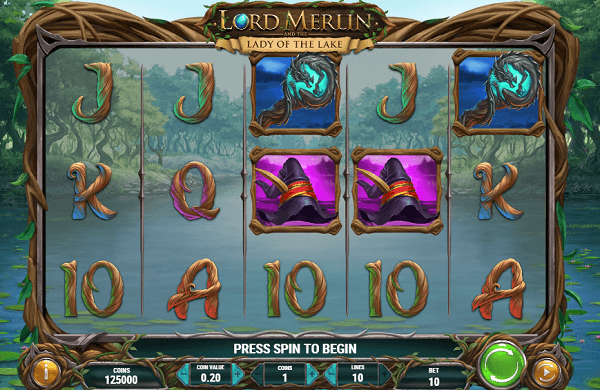 LORD MERLIN
AND THE
LADY OF THE LAKE
J J J
K Q K
10 A 10 10 A
PRESS SPIN TO BEGIN
COINS
125000
COIN VALUE
0.20
COINS
1
LINES
10
BET
10
i